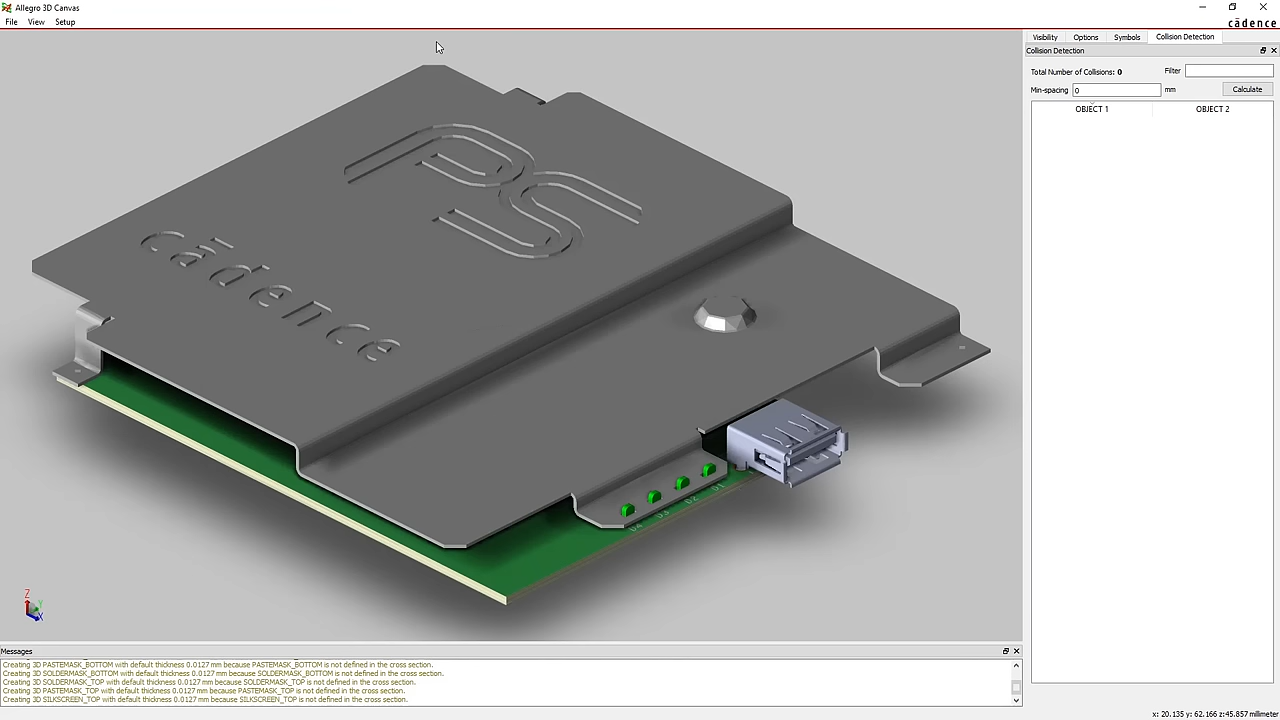 Allegro 3D Canvas
File View Setup
cādence
Visibility Options Symbols Collision Detection
Collision Detection
Total Number of Collisions: 0 Filter
Min-spacing 0 mm Calculate
OBJECT 1 OBJECT 2
PS
cādence
D4 D3 D2 D1
Z
Y
X
Messages
Creating 3D PASTEMASK_BOTTOM with default thickness 0.0127 mm because PASTEMASK_BOTTOM is not defined in the cross section.
Creating 3D SOLDERMASK_BOTTOM with default thickness 0.0127 mm because SOLDERMASK_BOTTOM is not defined in the cross section.
Creating 3D SOLDERMASK_TOP with default thickness 0.0127 mm because SOLDERMASK_TOP is not defined in the cross section.
Creating 3D PASTEMASK_TOP with default thickness 0.0127 mm because PASTEMASK_TOP is not defined in the cross section.
Creating 3D SILKSCREEN_TOP with default thickness 0.0127 mm because SILKSCREEN_TOP is not defined in the cross section.
x: 20.135 y: 62.166 z:45.857 millimeter